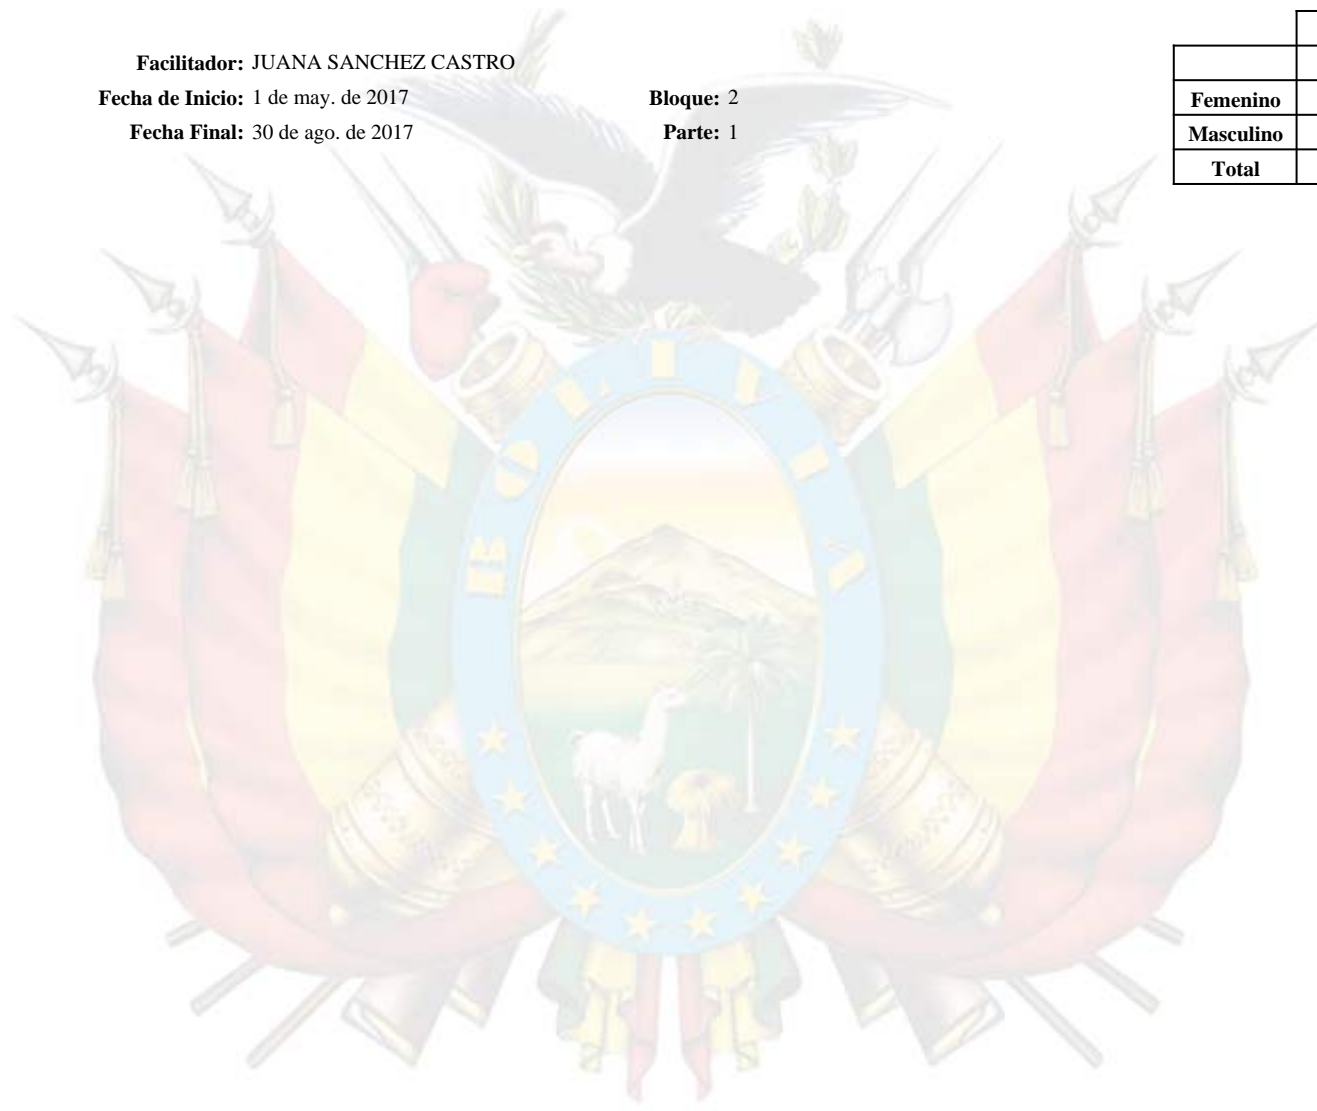 Facilitador: JUANA SANCHEZ CASTRO
Fecha de Inicio: 1 de may. de 2017 Bloque: 2
Fecha Final: 30 de ago. de 2017 Parte: 1
Femenino
Masculino
Total
BOLIVIA